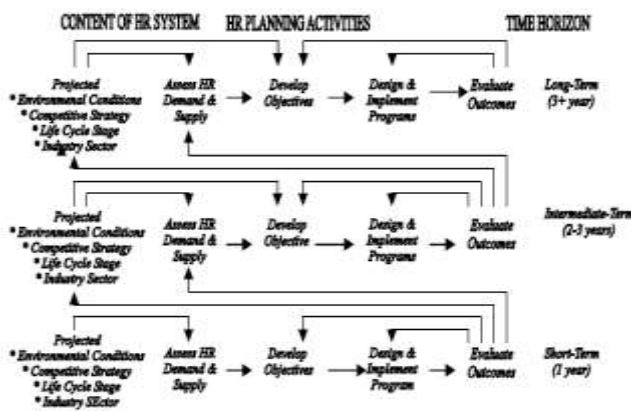 CONTENT OF HR SYSTEM HR PLANNING ACTIVITIES TIME HORIZON
Projected
* Environmental Conditions
* Competitive Strategy
* Life Cycle Stage
* Industry Sector
Assess HR
Demand &
Supply
Develop
Objectives
Design &
Implement
Programs
Evaluate
Outcomes
Long-Term
(3+ year)
Projected
* Environmental Conditions
* Competitive Strategy
* Life Cycle Stage
* Industry Sector
Assess HR
Demand &
Supply
Develop
Objective
Design &
Implement
Programs
Evaluate
Outcomes
Intermediate-Term
(2-3 years)
Projected
* Environmental Conditions
* Competitive Strategy
* Life Cycle Stage
* Industry SEctor
Assess HR
Demand &
Supply
Develop
Objectives
Design &
Implement
Program
Evaluate
Outcomes
Short-Term
(1 year)